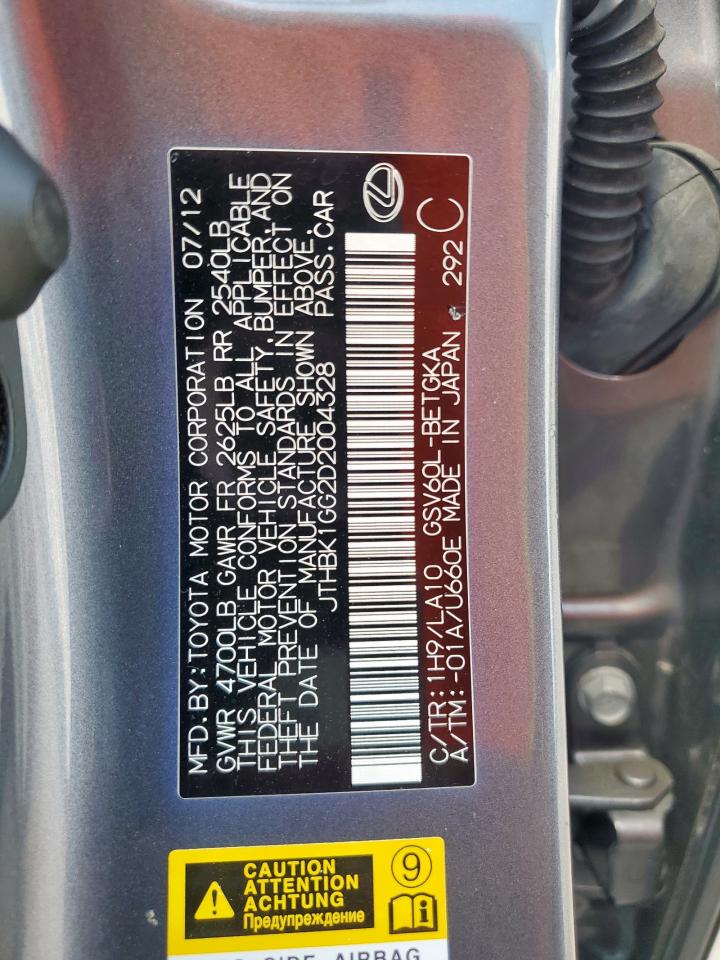 MFD.BY:TOYOTA MOTOR CORPORATION 07/12
GVWR 4700LB GAWR FR 2625LB RR 2540LB
THIS VEHICLE CONFORMS TO ALL APPLICABLE
FEDERAL MOTOR VEHICLE SAFETY,BUMPER,AND
THEFT PREVENTION STANDARDS IN EFFECT ON
THE DATE OF MANUFACTURE SHOWN ABOVE.
JTHBK1GG2D2004328 PASS.CAR
C/TR:1H9/LA10 GSV60L-BETGKA
A/TM:-01A/U660E MADE IN JAPAN 292
C
CAUTION
ATTENTION
ACHTUNG
Предупреждение
9
SIDE AIRBAG